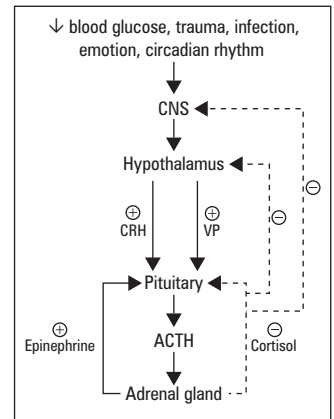 ↓ blood glucose, trauma, infection,
emotion, circadian rhythm
CNS
Hypothalamus
⊖
⊖
⊕ ⊕
CRH VP
Pituitary
⊕ ⊖
Epinephrine ACTH Cortisol
Adrenal gland